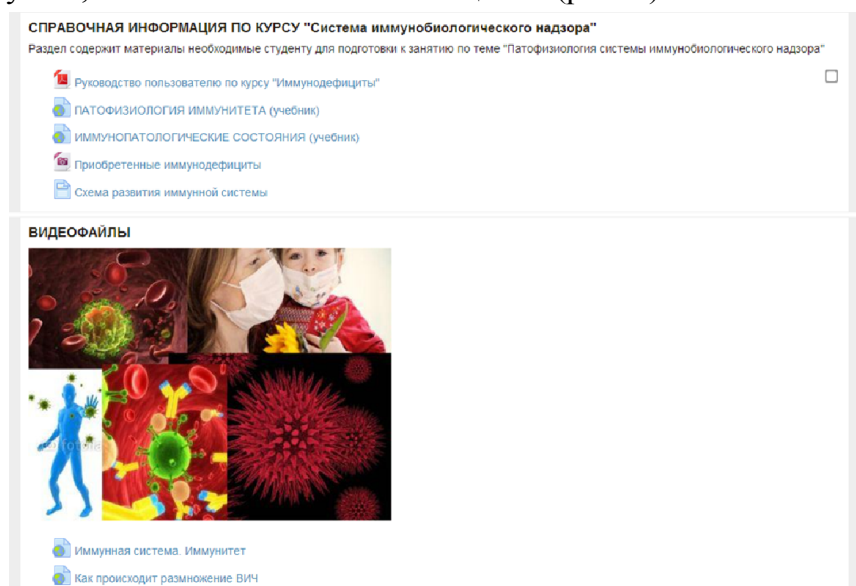 СПРАВОЧНАЯ ИНФОРМАЦИЯ ПО КУРСУ "Система иммунобиологического надзора"
Раздел содержит материалы необходимые студенту для подготовки к занятию по теме "Патофизиология системы иммунобиологического надзора"
Руководство пользователю по курсу "Иммунодефициты"
ПАТОФИЗИОЛОГИЯ ИММУНИТЕТА (учебник)
ИММУНОПАТОЛОГИЧЕСКИЕ СОСТОЯНИЯ (учебник)
Приобретенные иммунодефициты
Схема развития иммунной системы
ВИДЕОФАЙЛЫ
Иммунная система. Иммунитет
Как происходит размножение ВИЧ